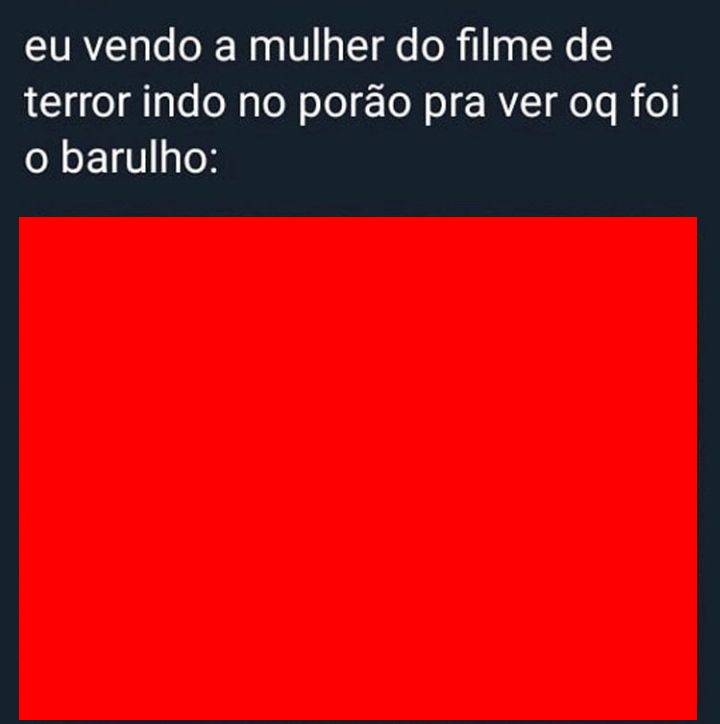 eu vendo a mulher do filme de
terror indo no porão pra ver oq foi
o barulho: